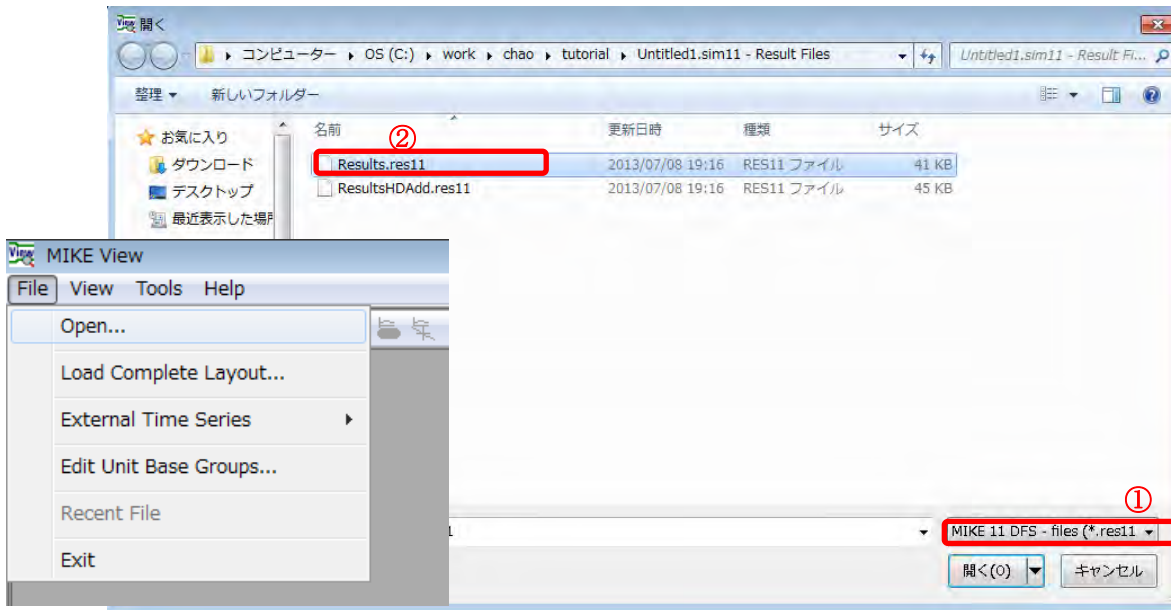 開く
コンピューター ▸ OS (C:) ▸ work ▸ chao ▸ tutorial ▸ Untitled1.sim11 - Result Files
Untitled1.sim11 - Result Fi...
整理 ▼ 新しいフォルダー
お気に入り
ダウンロード
デスクトップ
最近表示した場所
名前 更新日時 種類 サイズ
②
Results.res11 2013/07/08 19:16 RES11 ファイル 41 KB
ResultsHDAdd.res11 2013/07/08 19:16 RES11 ファイル 45 KB
View MIKE View
File View Tools Help
Open...
Load Complete Layout...
External Time Series
Edit Unit Base Groups...
Recent File
Exit
①
MIKE 11 DFS - files (*.res11
開く(O) キャンセル